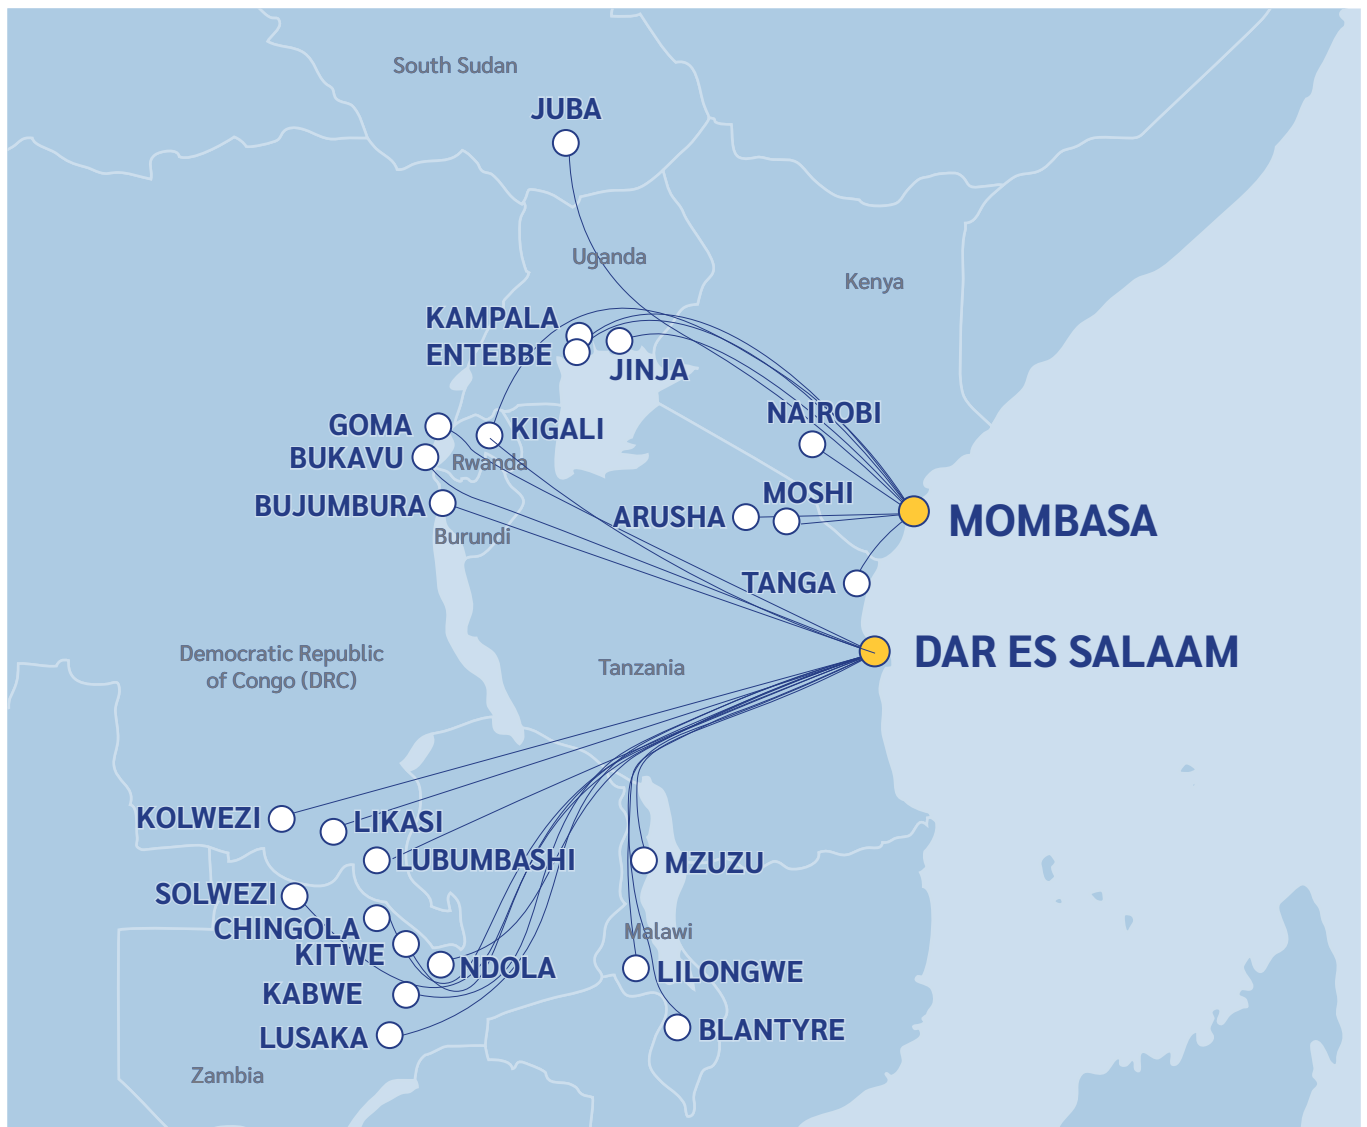 South Sudan
JUBA
Uganda
Kenya
KAMPALA
ENTEBBE
JINJA
NAIROBI
GOMA
KIGALI
BUKAVU
Rwanda
MOSHI
BUJUMBURA
ARUSHA
MOMBASA
Burundi
TANGA
DAR ES SALAAM
Democratic Republic
of Congo (DRC)
Tanzania
KOLWEZI
LIKASI
LUBUMBASHI
MZUZU
SOLWEZI
CHINGOLA
Malawi
KITWE
NDOLA
LILONGWE
KABWE
BLANTYRE
LUSAKA
Zambia